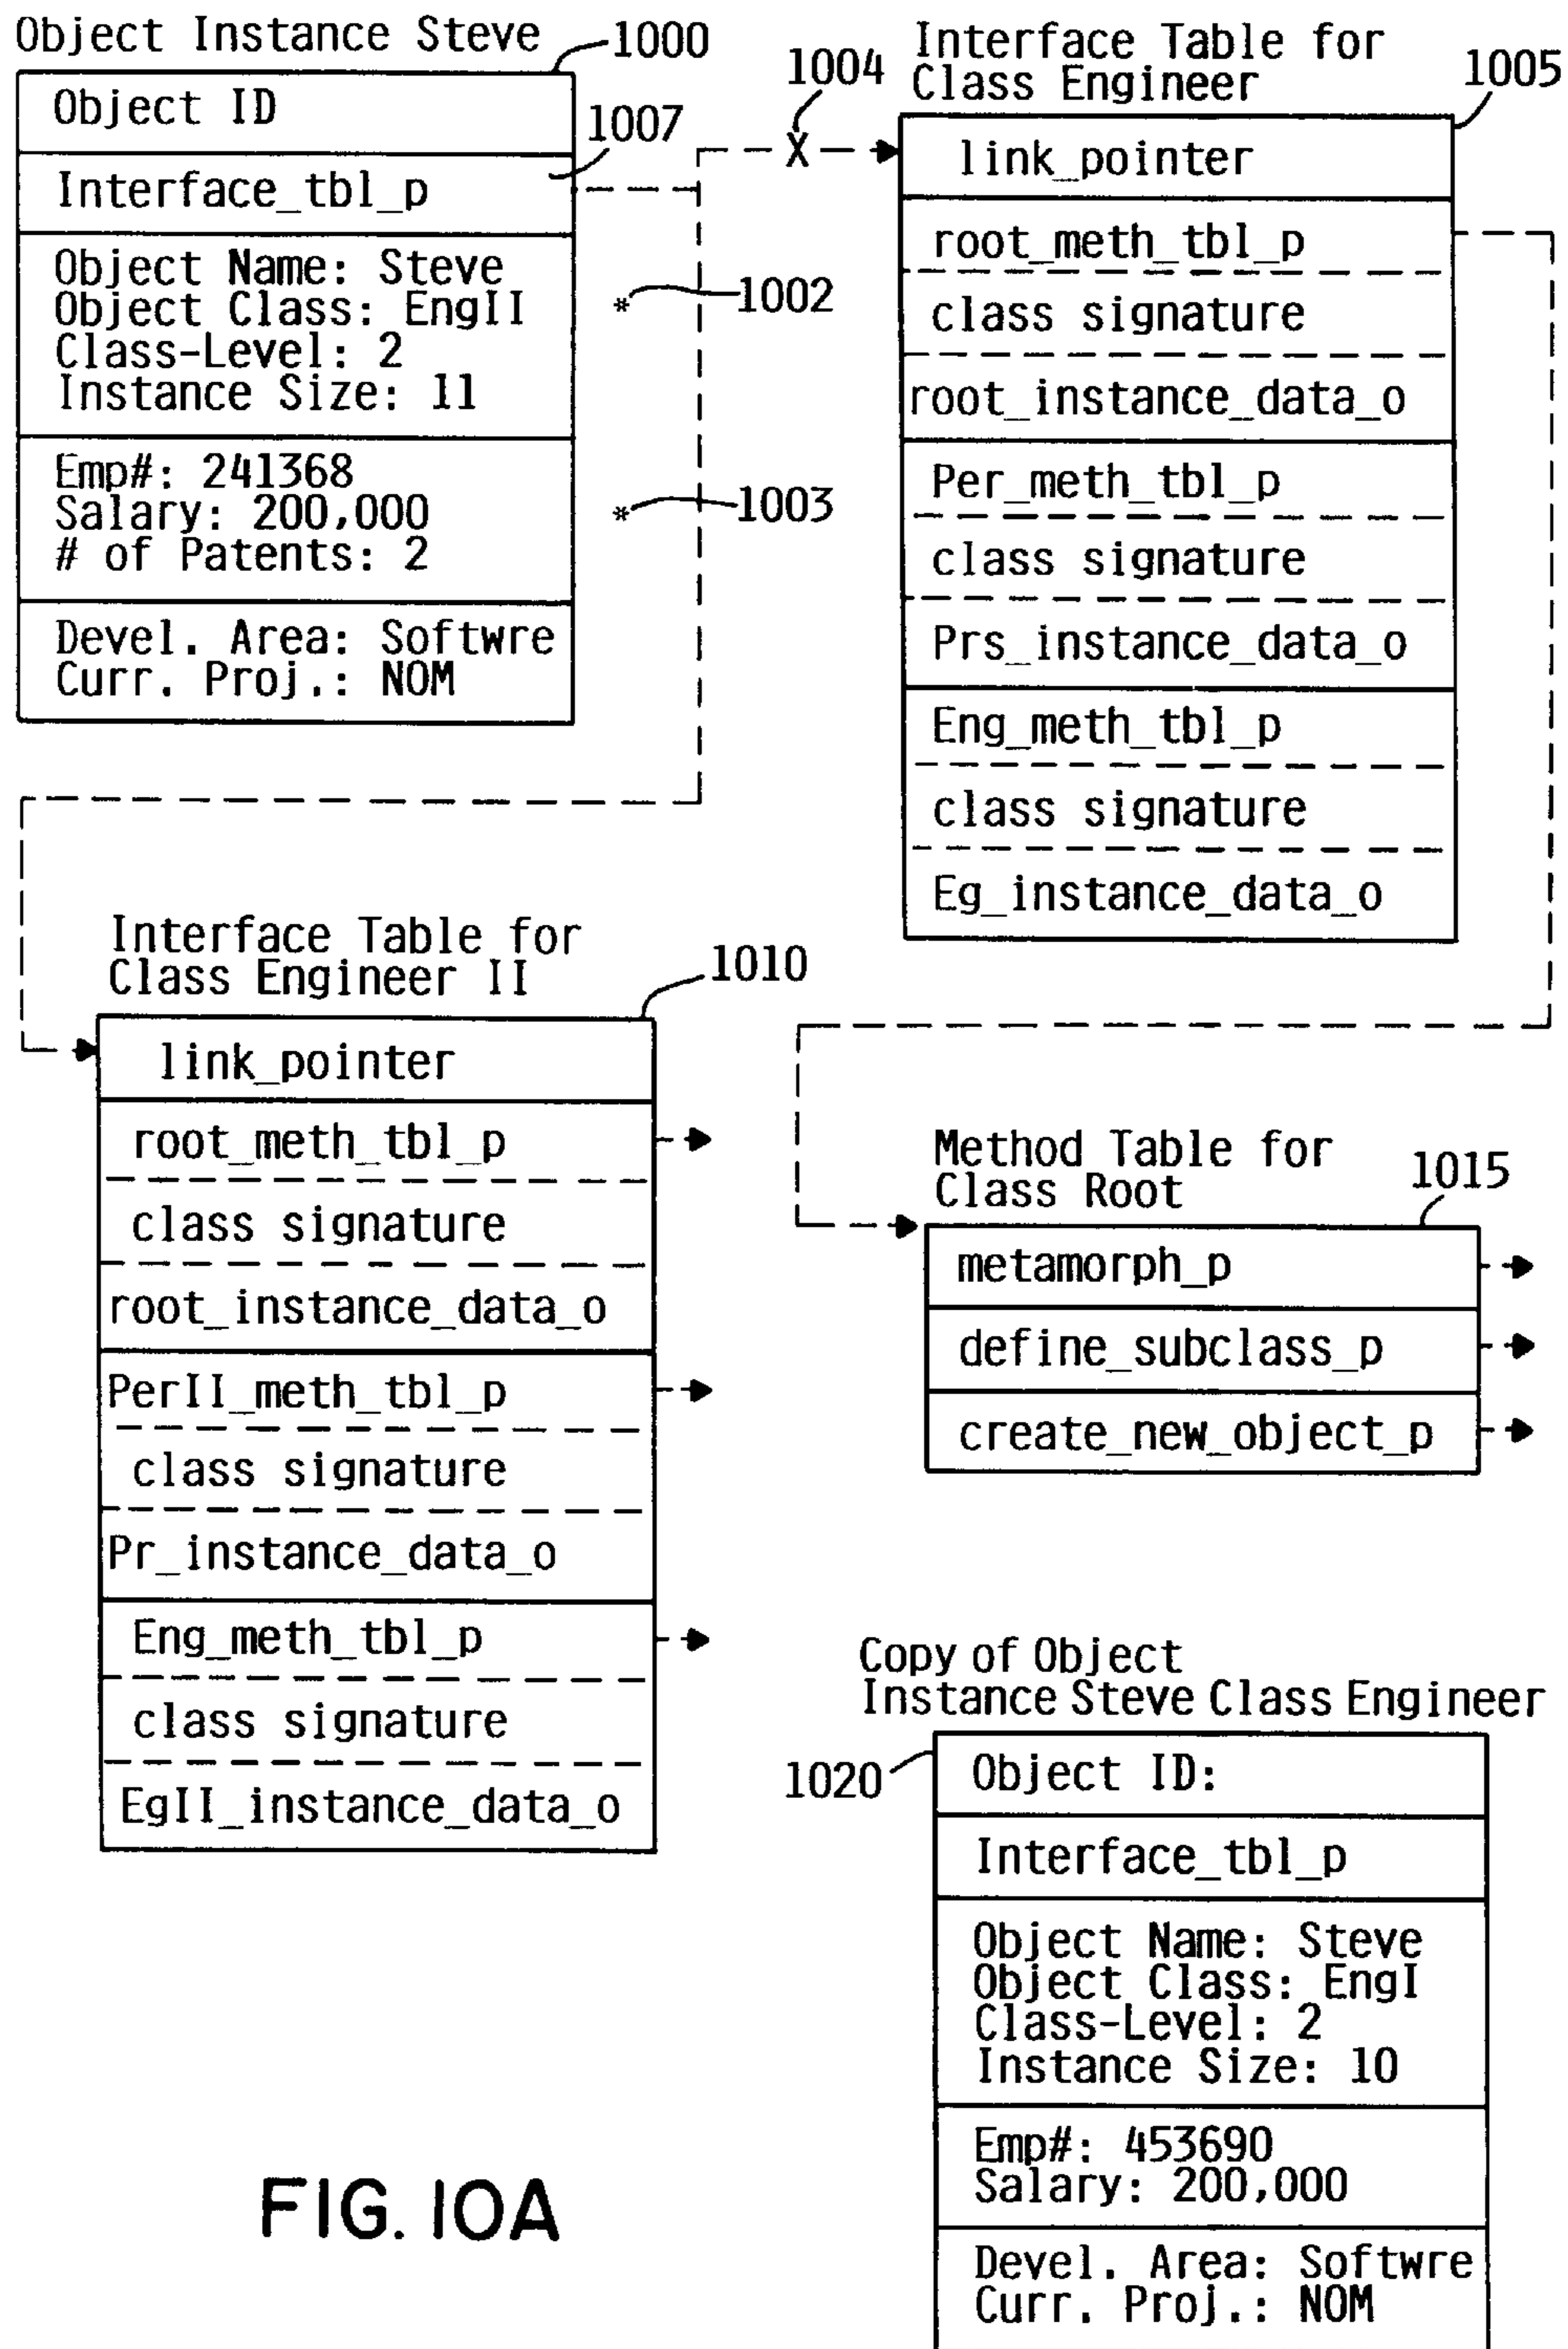 Object Instance Steve
1000
Object ID
1007
Interface_tbl_p
Object Name: Steve
Object Class: EngII
Class-Level: 2
Instance Size: 11
* 1002
Emp#: 241368
Salary: 200,000
# of Patents: 2
* 1003
Devel. Area: Softwre
Curr. Proj.: NOM
1004
X
Interface Table for
Class Engineer
1005
link_pointer
root_meth_tbl_p
class signature
root_instance_data_o
Per_meth_tbl_p
class signature
Prs_instance_data_o
Eng_meth_tbl_p
class signature
Eg_instance_data_o
Interface Table for
Class Engineer II
1010
link_pointer
root_meth_tbl_p
class signature
root_instance_data_o
PerII_meth_tbl_p
class signature
Pr_instance_data_o
Eng_meth_tbl_p
class signature
EgII_instance_data_o
Method Table for
Class Root
1015
metamorph_p
define_subclass_p
create_new_object_p
Copy of Object
Instance Steve Class Engineer
1020
Object ID:
Interface_tbl_p
Object Name: Steve
Object Class: EngI
Class-Level: 2
Instance Size: 10
Emp#: 453690
Salary: 200,000
Devel. Area: Softwre
Curr. Proj.: NOM
FIG. 10A